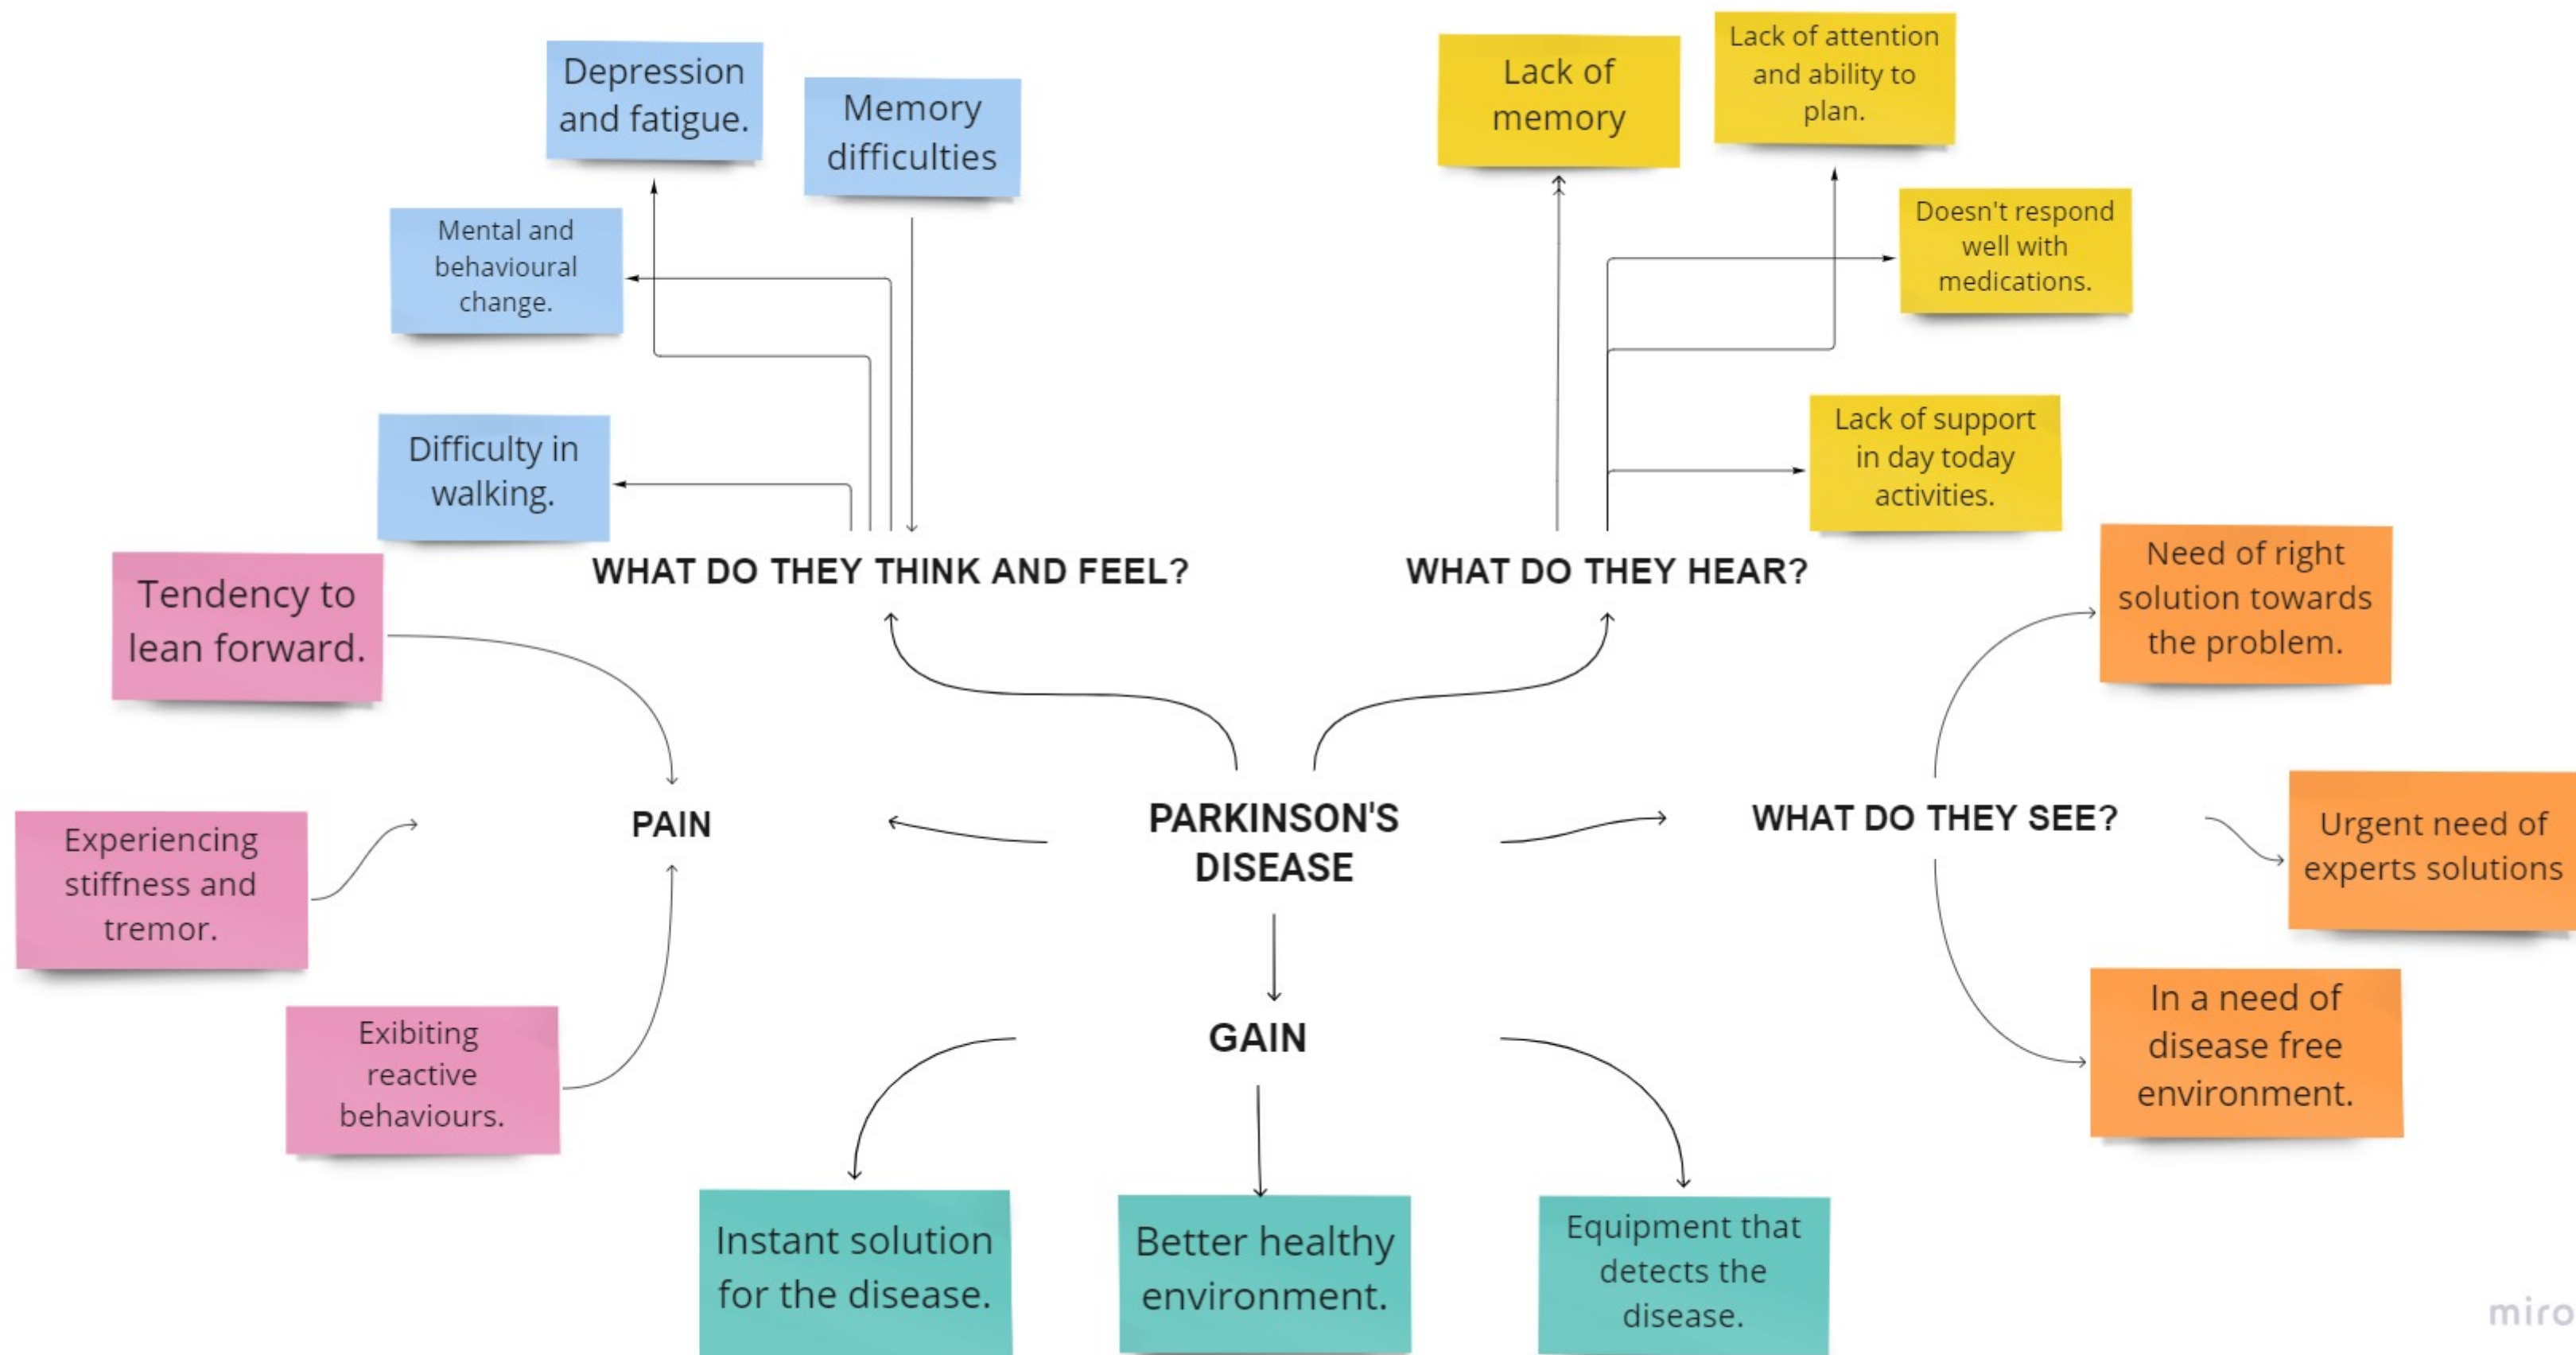 Depression
and fatigue.
Memory
difficulties
Mental and
behavioural
change.
Difficulty in
walking.
WHAT DO THEY THINK AND FEEL?
Lack of
memory
Lack of attention
and ability to
plan.
Doesn't respond
well with
medications.
Lack of support
in day today
activities.
WHAT DO THEY HEAR?
Tendency to
lean forward.
Experiencing
stiffness and
tremor.
Exibiting
reactive
behaviours.
PAIN
PARKINSON'S
DISEASE
WHAT DO THEY SEE?
Need of right
solution towards
the problem.
Urgent need of
experts solutions
In a need of
disease free
environment.
GAIN
Instant solution
for the disease.
Better healthy
environment.
Equipment that
detects the
disease.
miro